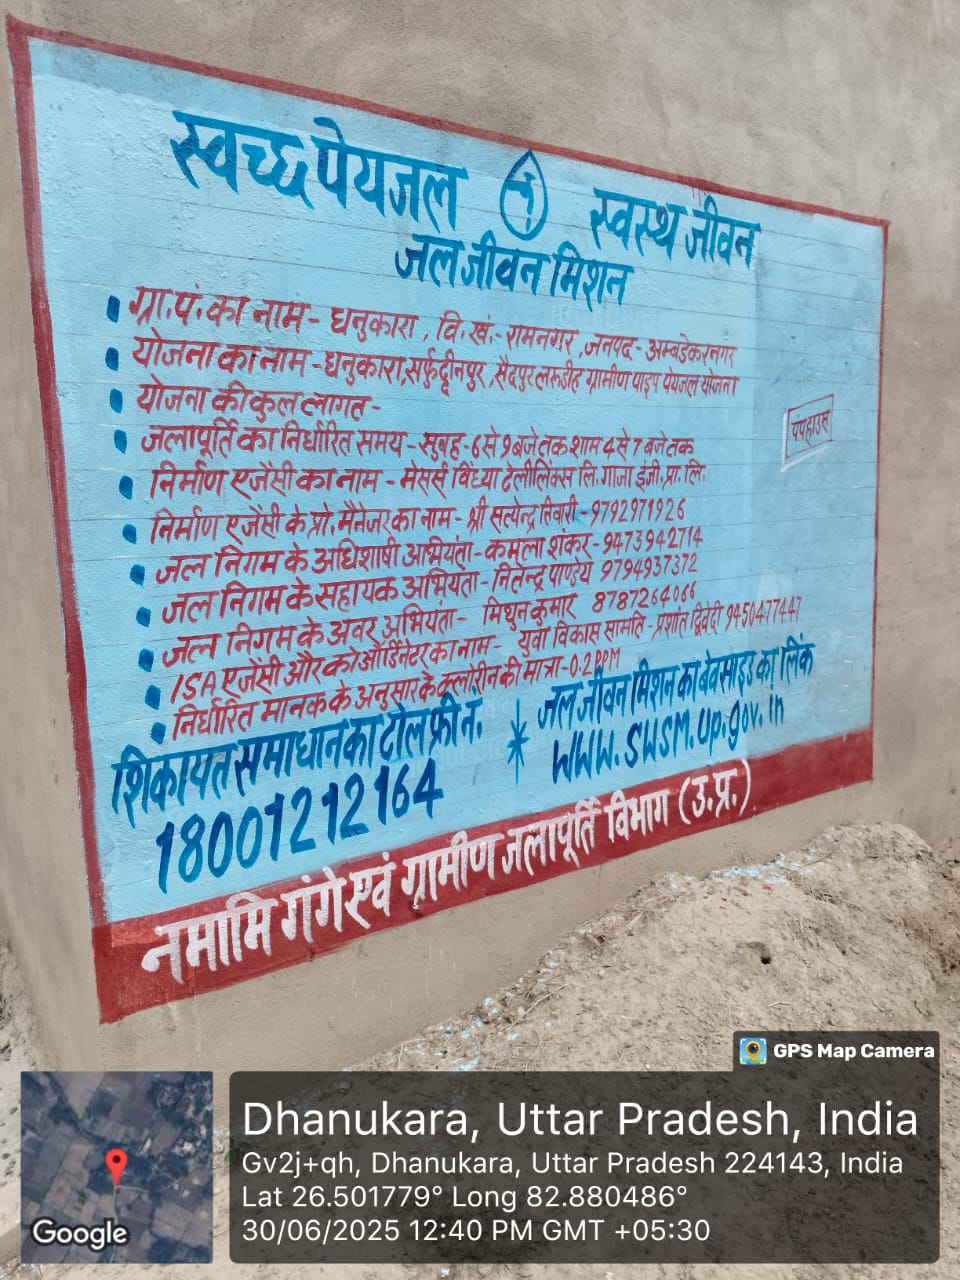 स्वच्छ पेयजल स्वस्थ जीवन
जल जीवन मिशन
ग्रा.पं. का नाम - धनुकारा, वि.खं.- रामनगर, जनपद - अम्बडेकरनगर
योजना का नाम - धनुकारा, सर्फुद्दीनपुर, सैदपुर लरूडीह ग्रामीण पाइप पेयजल योजना
योजना की कुल लागत -
जलापूर्ति का निर्धारित समय - सुबह - 6 से 9 बजे तक शाम 4 से 7 बजे तक
निर्माण एजेंसी का नाम - मेसर्स विंध्या टेलीलिंक्स लि. गाजा इंजी. प्रा. लि.
निर्माण एजेंसी के प्रो. मैनेजर का नाम - श्री सत्येन्द्र तिवारी - 9792971926
जल निगम के अधिशाषी अभियंता - कमला शंकर - 9473942714
जल निगम के सहायक अभियंता - नितेन्द्र पाण्डेय 9794937372
जल निगम के अवर अभियंता - मिथुन कुमार 8787264066
ISA एजेंसी और कोऑर्डिनेटर का नाम - युवा विकास समिति - प्रशांत द्विवेदी 9450477447
निर्धारित मानक के अनुसार के क्लोरीन की मात्रा - 0.2 PPM
पंपहाउस
शिकायत समाधान का टोल फ्री नं.
18001212164
* जल जीवन मिशन का बेवसाइड का लिंक
WWW.swsm.up.gov.in
नमामि गंगे एवं ग्रामीण जलापूर्ति विभाग (उ.प्र.)
GPS Map Camera
Google
Dhanukara, Uttar Pradesh, India
Gv2j+qh, Dhanukara, Uttar Pradesh 224143, India
Lat 26.501779° Long 82.880486°
30/06/2025 12:40 PM GMT +05:30